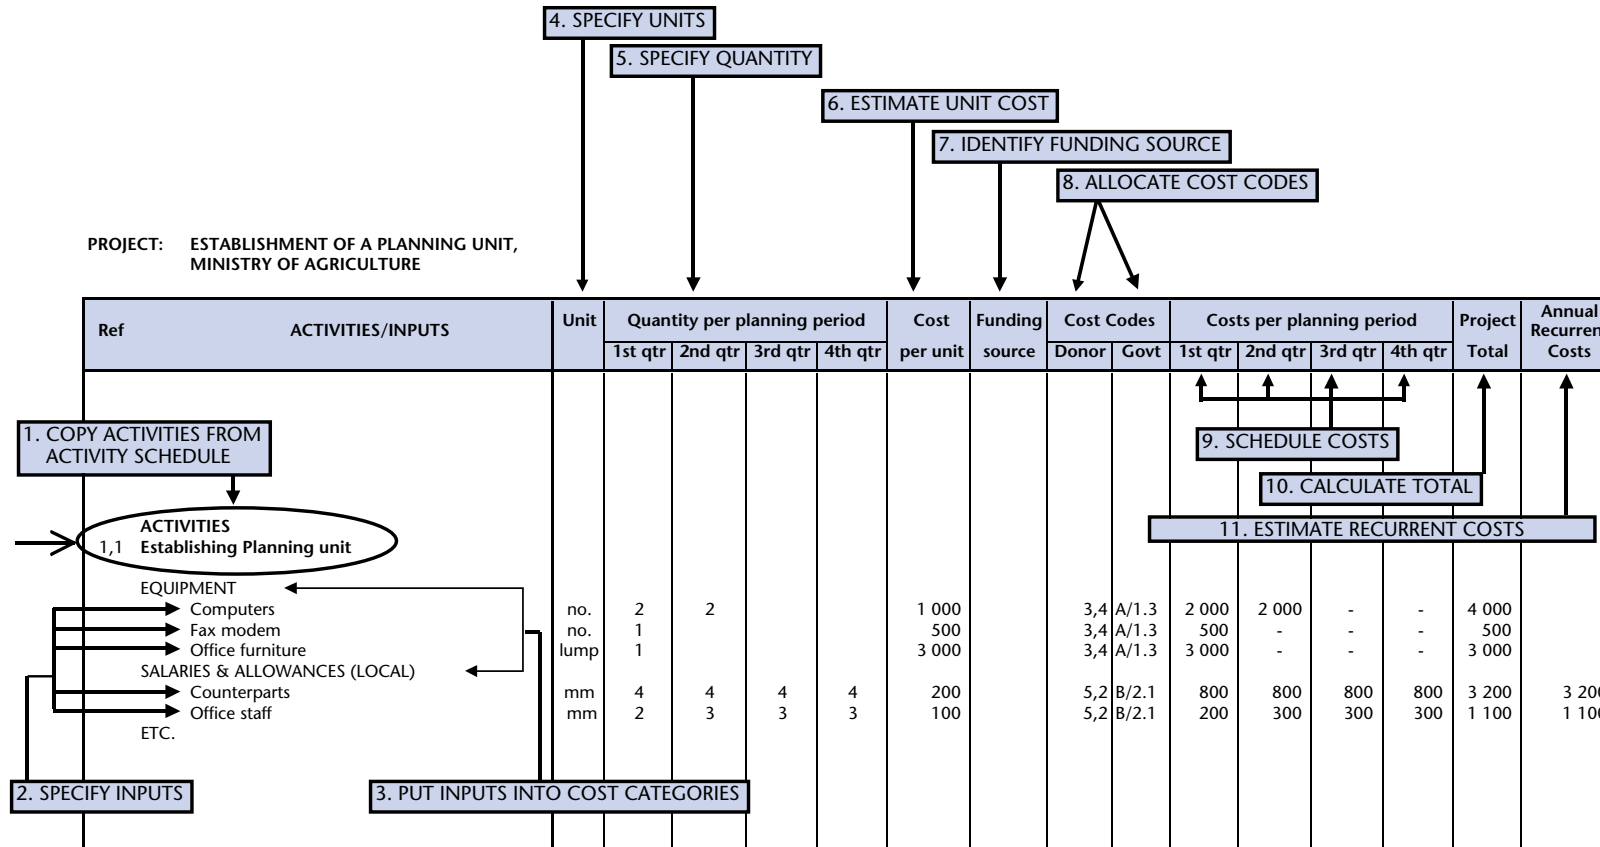 4. SPECIFY UNITS
5. SPECIFY QUANTITY
6. ESTIMATE UNIT COST
7. IDENTIFY FUNDING SOURCE
8. ALLOCATE COST CODES
PROJECT: ESTABLISHMENT OF A PLANNING UNIT,
MINISTRY OF AGRICULTURE
Ref ACTIVITIES/INPUTS Unit Quantity per planning period Cost Funding Cost Codes Costs per planning period Project Annual
Recurren
1st qtr 2nd qtr 3rd qtr 4th qtr per unit source Donor Govt 1st qtr 2nd qtr 3rd qtr 4th qtr Total Costs
1. COPY ACTIVITIES FROM
ACTIVITY SCHEDULE
9. SCHEDULE COSTS
10. CALCULATE TOTAL
11. ESTIMATE RECURRENT COSTS
ACTIVITIES
1,1 Establishing Planning unit
EQUIPMENT
Computers no. 2 2 1 000 3,4 A/1.3 2 000 2 000 - - 4 000
Fax modem no. 1 500 3,4 A/1.3 500 - - - 500
Office furniture lump 1 3 000 3,4 A/1.3 3 000 - - - 3 000
SALARIES & ALLOWANCES (LOCAL)
Counterparts mm 4 4 4 4 200 5,2 B/2.1 800 800 800 800 3 200 3 200
Office staff mm 2 3 3 3 100 5,2 B/2.1 200 300 300 300 1 100 1 100
ETC.
2. SPECIFY INPUTS
3. PUT INPUTS INTO COST CATEGORIES